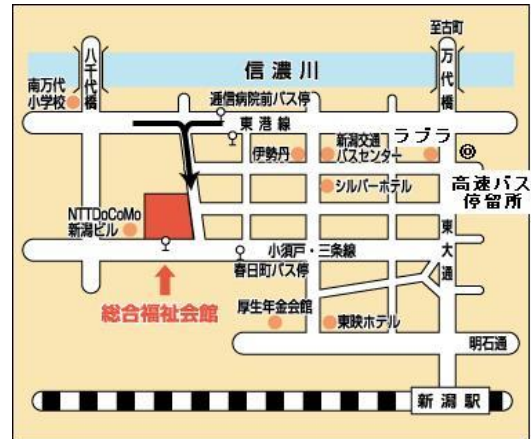 至古町
八千代橋
信濃川
万代橋
南万代
小学校
逓信病院前バス停
東港線
伊勢丹
新潟交通
バスセンター
ラブラ
高速バス
停留所
シルバーホテル
NTTDoCoMo
新潟ビル
小須戸・三条線
東大通
春日町バス停
総合福祉会館
厚生年金会館
東映ホテル
明石通
新潟駅